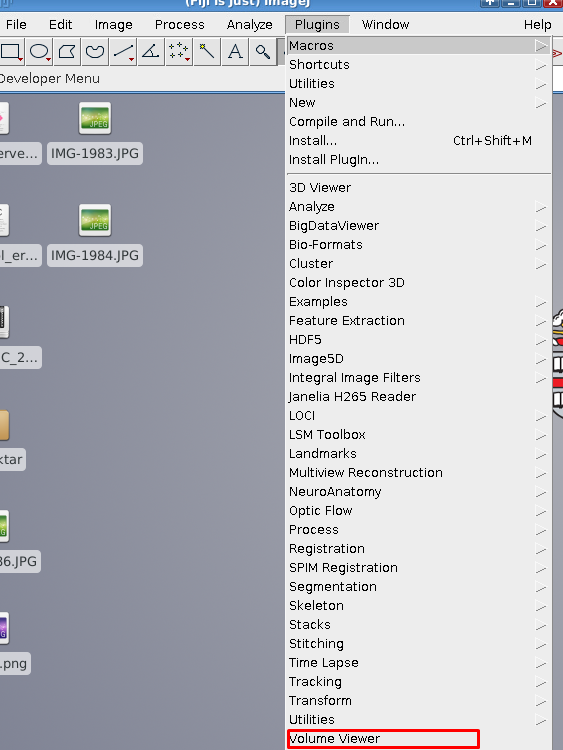 (Fiji Is Just) ImageJ
File Edit Image Process Analyze Plugins Window Help
Developer Menu
erve...
IMG-1983.JPG
l_er...
IMG-1984.JPG
C_2...
ktar
36.JPG
.png
Macros
Shortcuts
Utilities
New
Compile and Run...
Install... Ctrl+Shift+M
Install PlugIn...
3D Viewer
Analyze
BigDataViewer
Bio-Formats
Cluster
Color Inspector 3D
Examples
Feature Extraction
HDF5
Image5D
Integral Image Filters
Janelia H265 Reader
LOCI
LSM Toolbox
Landmarks
Multiview Reconstruction
NeuroAnatomy
Optic Flow
Process
Registration
SPIM Registration
Segmentation
Skeleton
Stacks
Stitching
Time Lapse
Tracking
Transform
Utilities
Volume Viewer